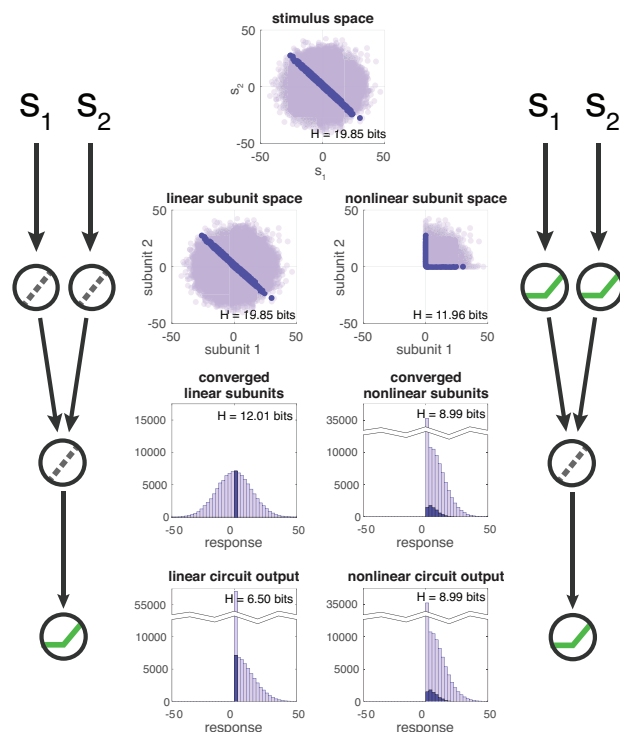 stimulus space
50
s2
0
-50
-50 0 50
H = 19.85 bits
s1
S1 S2
S1 S2
linear subunit space
nonlinear subunit space
50
subunit 2
0
-50
-50 0 50
H = 19.85 bits
subunit 1
50
subunit 2
0
-50
-50 0 50
H = 11.96 bits
subunit 1
converged
linear subunits
converged
nonlinear subunits
15000
10000
5000
0
H = 12.01 bits
-50 0 50
response
35000
10000
5000
0
H = 8.99 bits
-50 0 50
response
linear circuit output
nonlinear circuit output
55000
10000
5000
0
H = 6.50 bits
-50 0 50
response
35000
10000
5000
0
H = 8.99 bits
-50 0 50
response